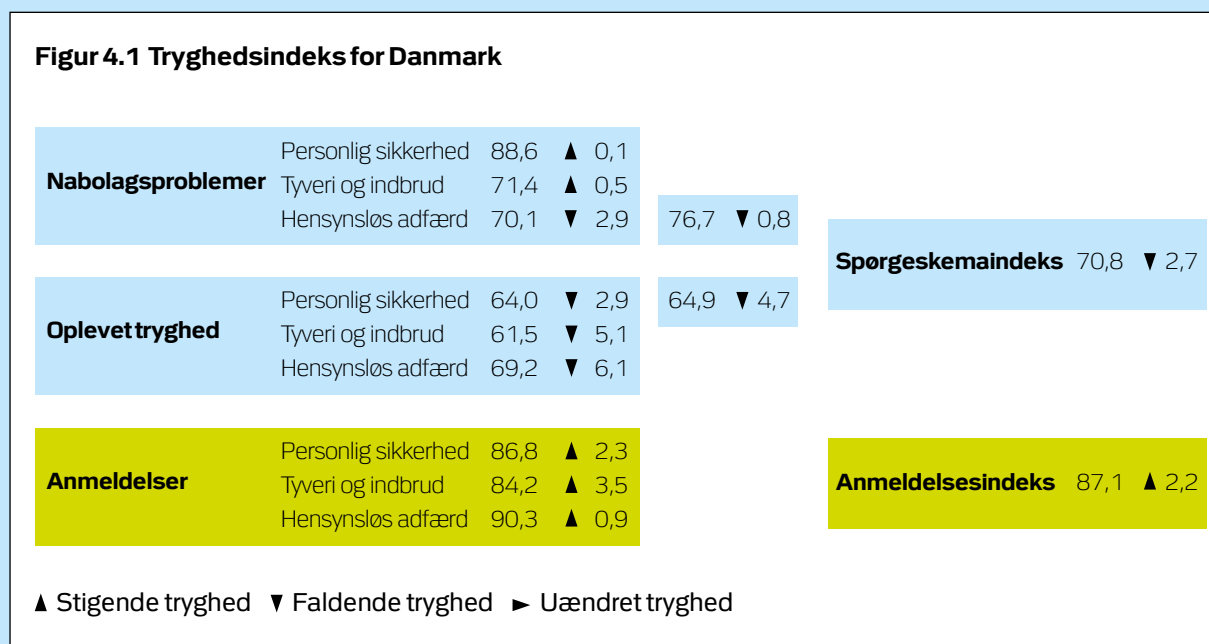 Figur 4.1 Tryghedsindeks for Danmark
Nabolagsproblemer
Personlig sikkerhed 88,6 ▲ 0,1
Tyveri og indbrud 71,4 ▲ 0,5
Hensynsløs adfærd 70,1 ▼ 2,9
76,7 ▼ 0,8
Oplevet tryghed
Personlig sikkerhed 64,0 ▼ 2,9
Tyveri og indbrud 61,5 ▼ 5,1
Hensynsløs adfærd 69,2 ▼ 6,1
64,9 ▼ 4,7
Spørgeskemaindeks 70,8 ▼ 2,7
Anmeldelser
Personlig sikkerhed 86,8 ▲ 2,3
Tyveri og indbrud 84,2 ▲ 3,5
Hensynsløs adfærd 90,3 ▲ 0,9
Anmeldelsesindeks 87,1 ▲ 2,2
▲ Stigende tryghed ▼ Faldende tryghed ► Uændret tryghed